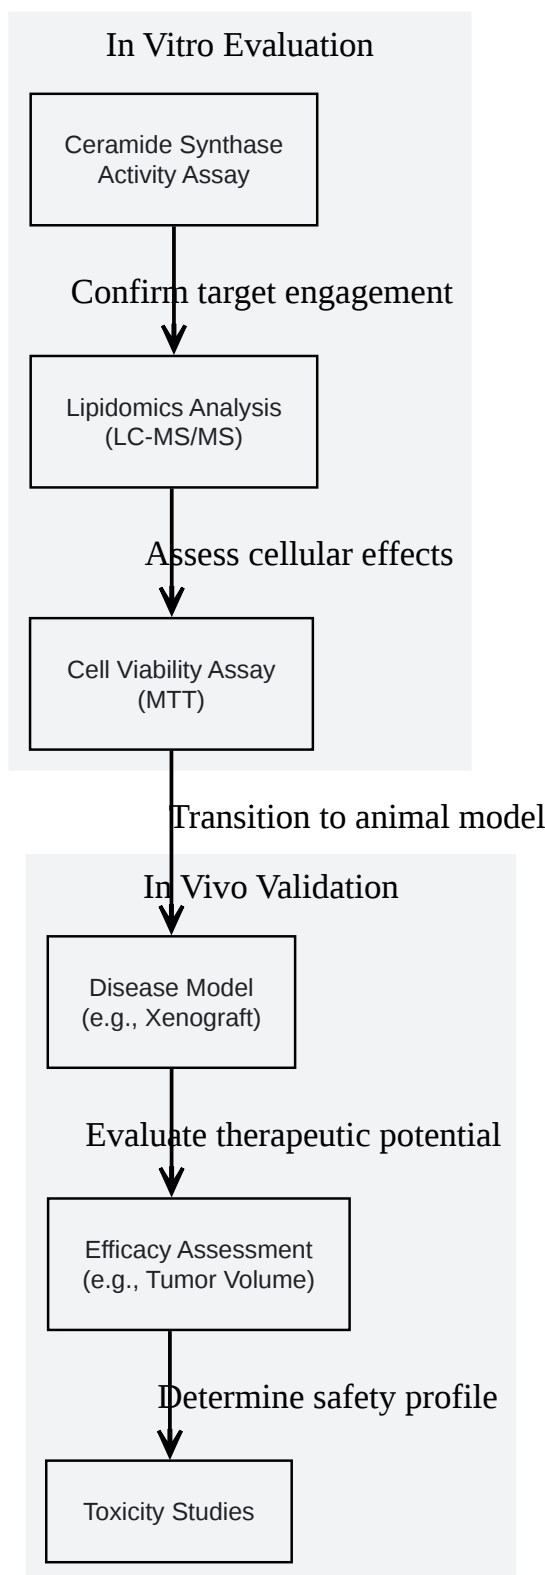 In Vitro Evaluation
Ceramide Synthase
Activity Assay
Confirm target engagement
Lipidomics Analysis
(LC-MS/MS)
Assess cellular effects
Cell Viability Assay
(MTT)
Transition to animal model
In Vivo Validation
Disease Model
(e.g., Xenograft)
Evaluate therapeutic potential
Efficacy Assessment
(e.g., Tumor Volume)
Determine safety profile
Toxicity Studies